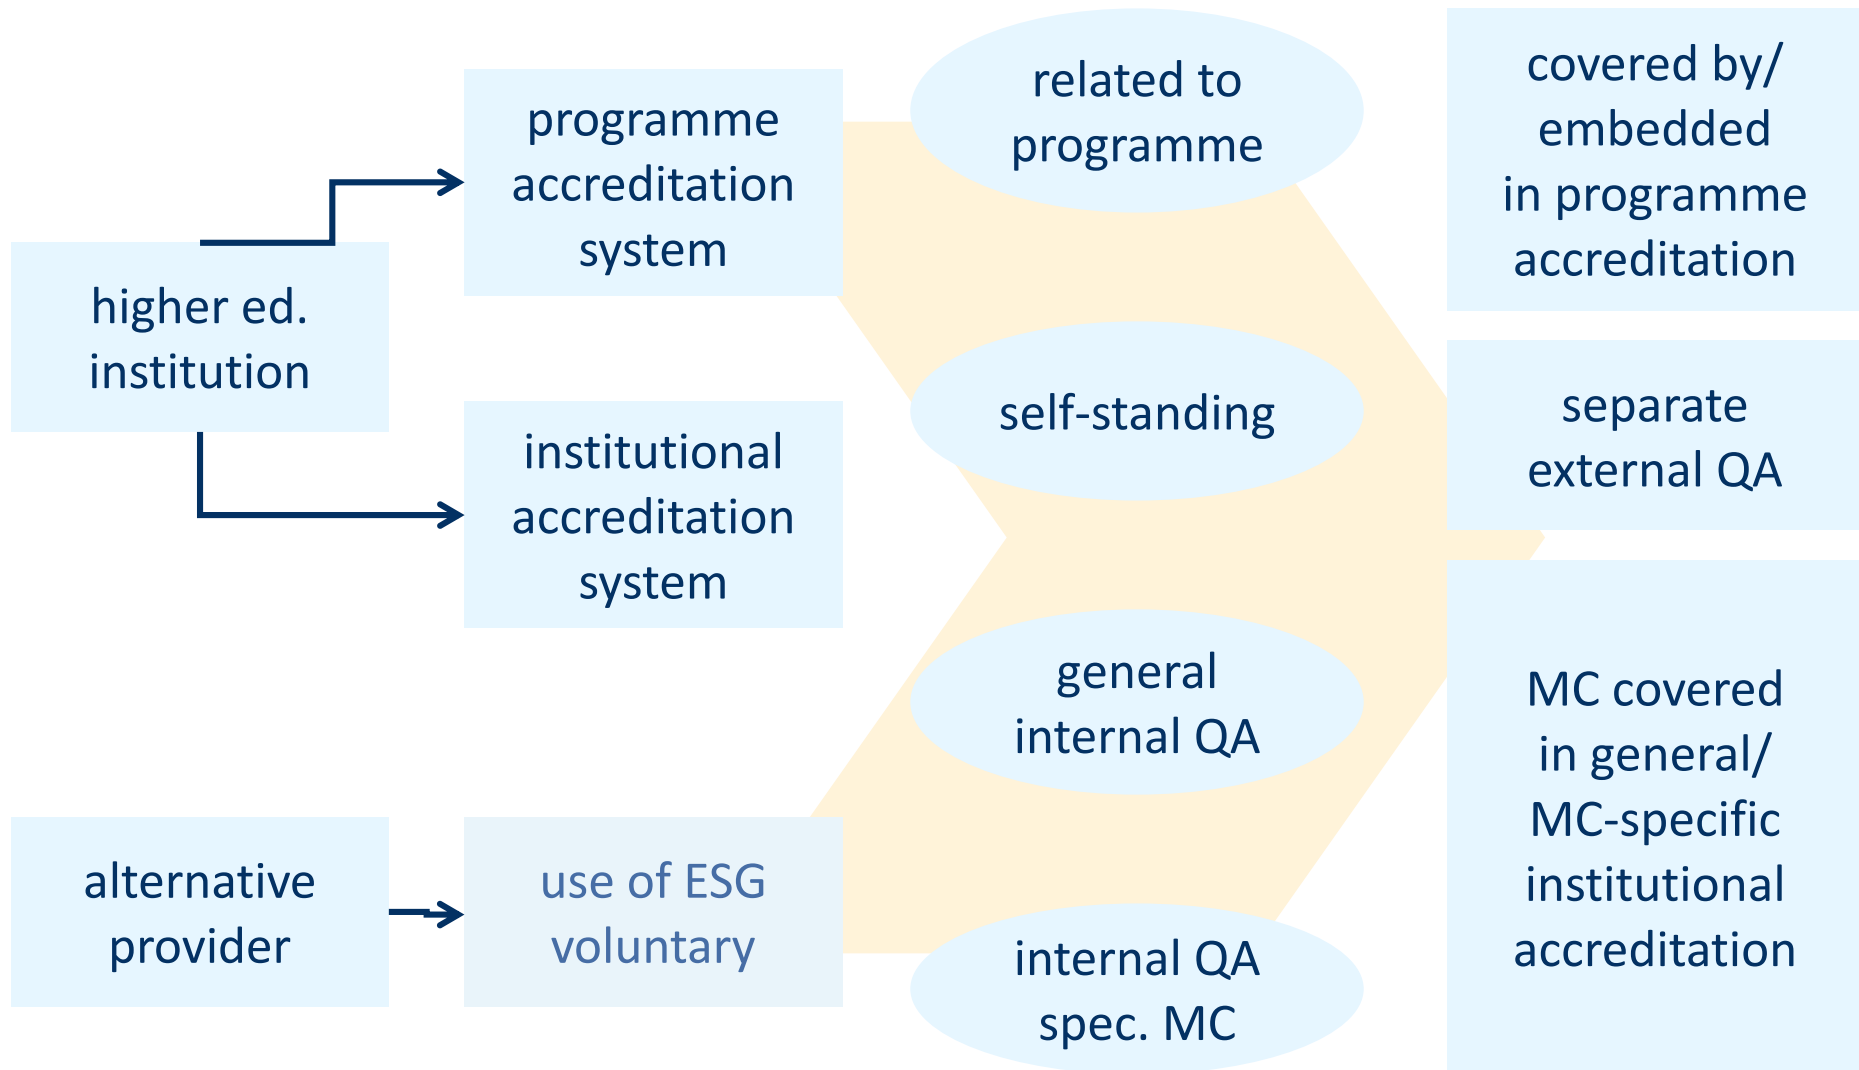 higher ed.
institution
programme
accreditation
system
institutional
accreditation
system
alternative
provider
use of ESG
voluntary
related to
programme
self-standing
general
internal QA
internal QA
spec. MC
covered by/
embedded
in programme
accreditation
separate
external QA
MC covered
in general/
MC-specific
institutional
accreditation